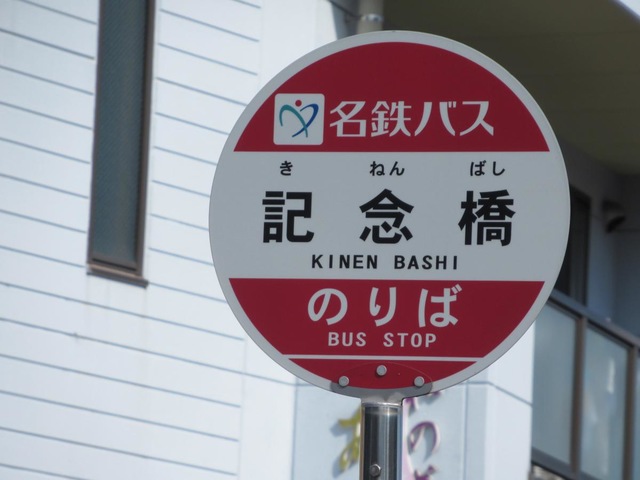 名鉄バス
き ねん ばし
記念橋
KINEN BASHI
のりば
BUS STOP